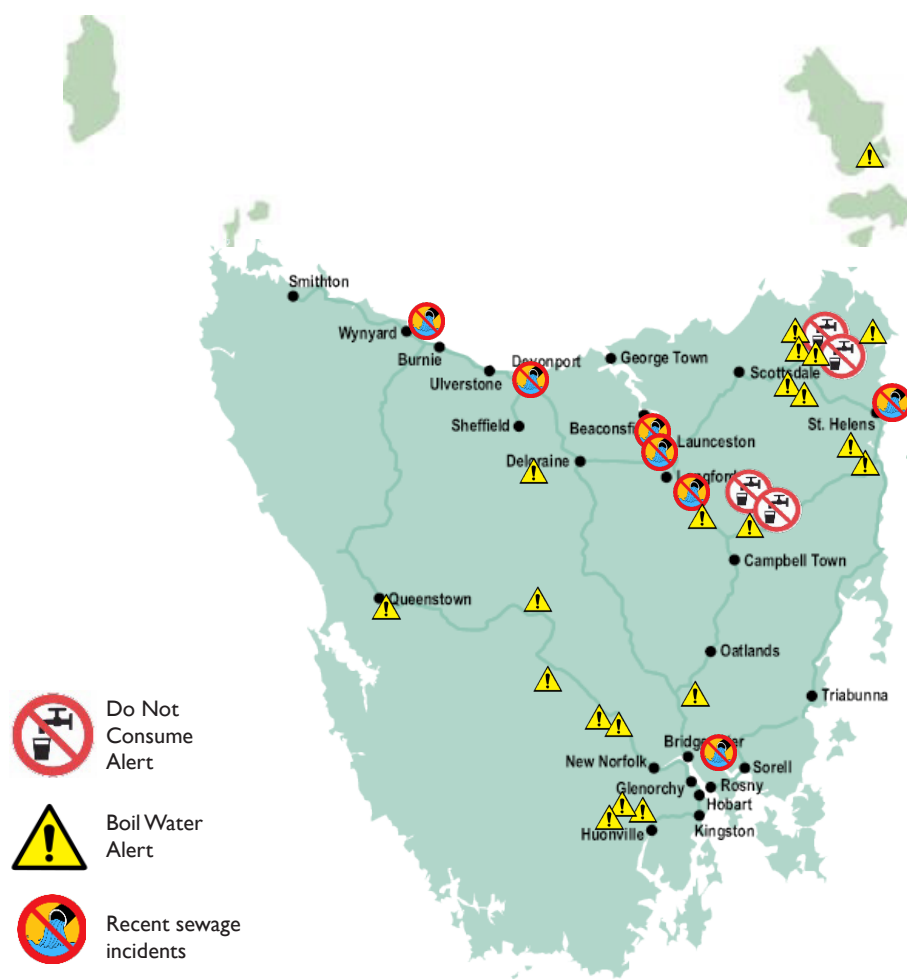 Smithton
Wynyard
Burnie
Devonport
Ulverstone
George Town
Scottsdale
Sheffield
Beaconsfi
St. Helens
Launceston
Deloraine
Longford
Campbell Town
Queenstown
Oatlands
Triabunna
New Norfolk
Sorell
Rosny
Glenorchy
Hobart
Huonville
Kingston
Do Not
Consume
Alert
Boil Water
Alert
Recent sewage
incidents